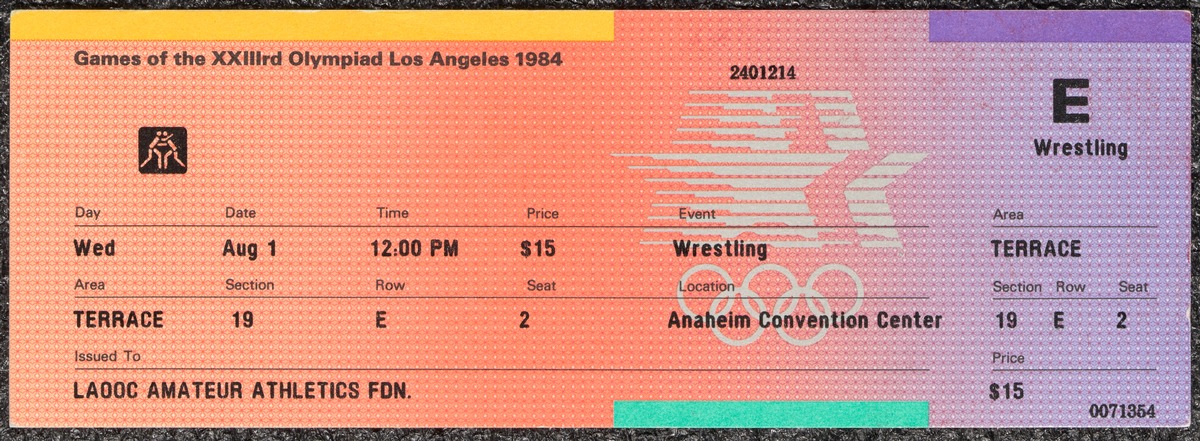 Games of the XXIIIrd Olympiad Los Angeles 1984
2401214
E
Wrestling
Day Date Time Price Event Area
Wed Aug 1 12:00 PM $15 Wrestling TERRACE
Area Section Row Seat Location Section Row Seat
TERRACE 19 E 2 Anaheim Convention Center 19 E 2
Issued To Price
LAOOC AMATEUR ATHLETICS FDN. $15
0071354